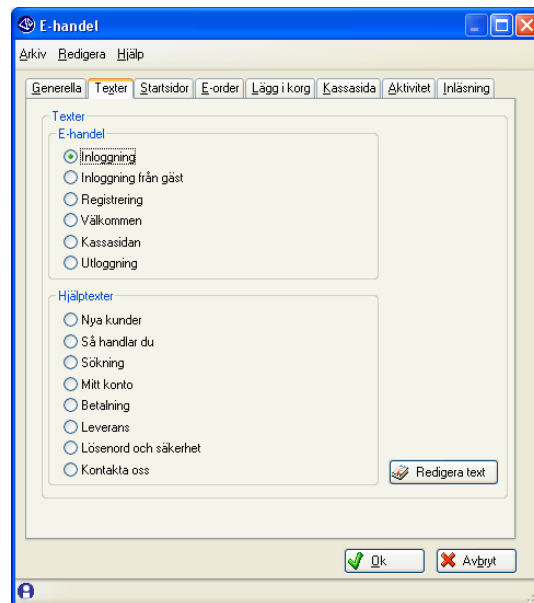 E-handel
Arkiv Redigera Hjälp
Generella Texter Startsidor E-order Lägg i korg Kassasida Aktivitet Inläsning
Texter
E-handel
Inloggning
Inloggning från gäst
Registrering
Välkommen
Kassasidan
Utloggning
Hjälptexter
Nya kunder
Så handlar du
Sökning
Mitt konto
Betalning
Leverans
Lösenord och säkerhet
Kontakta oss
Redigera text
Ok Avbryt